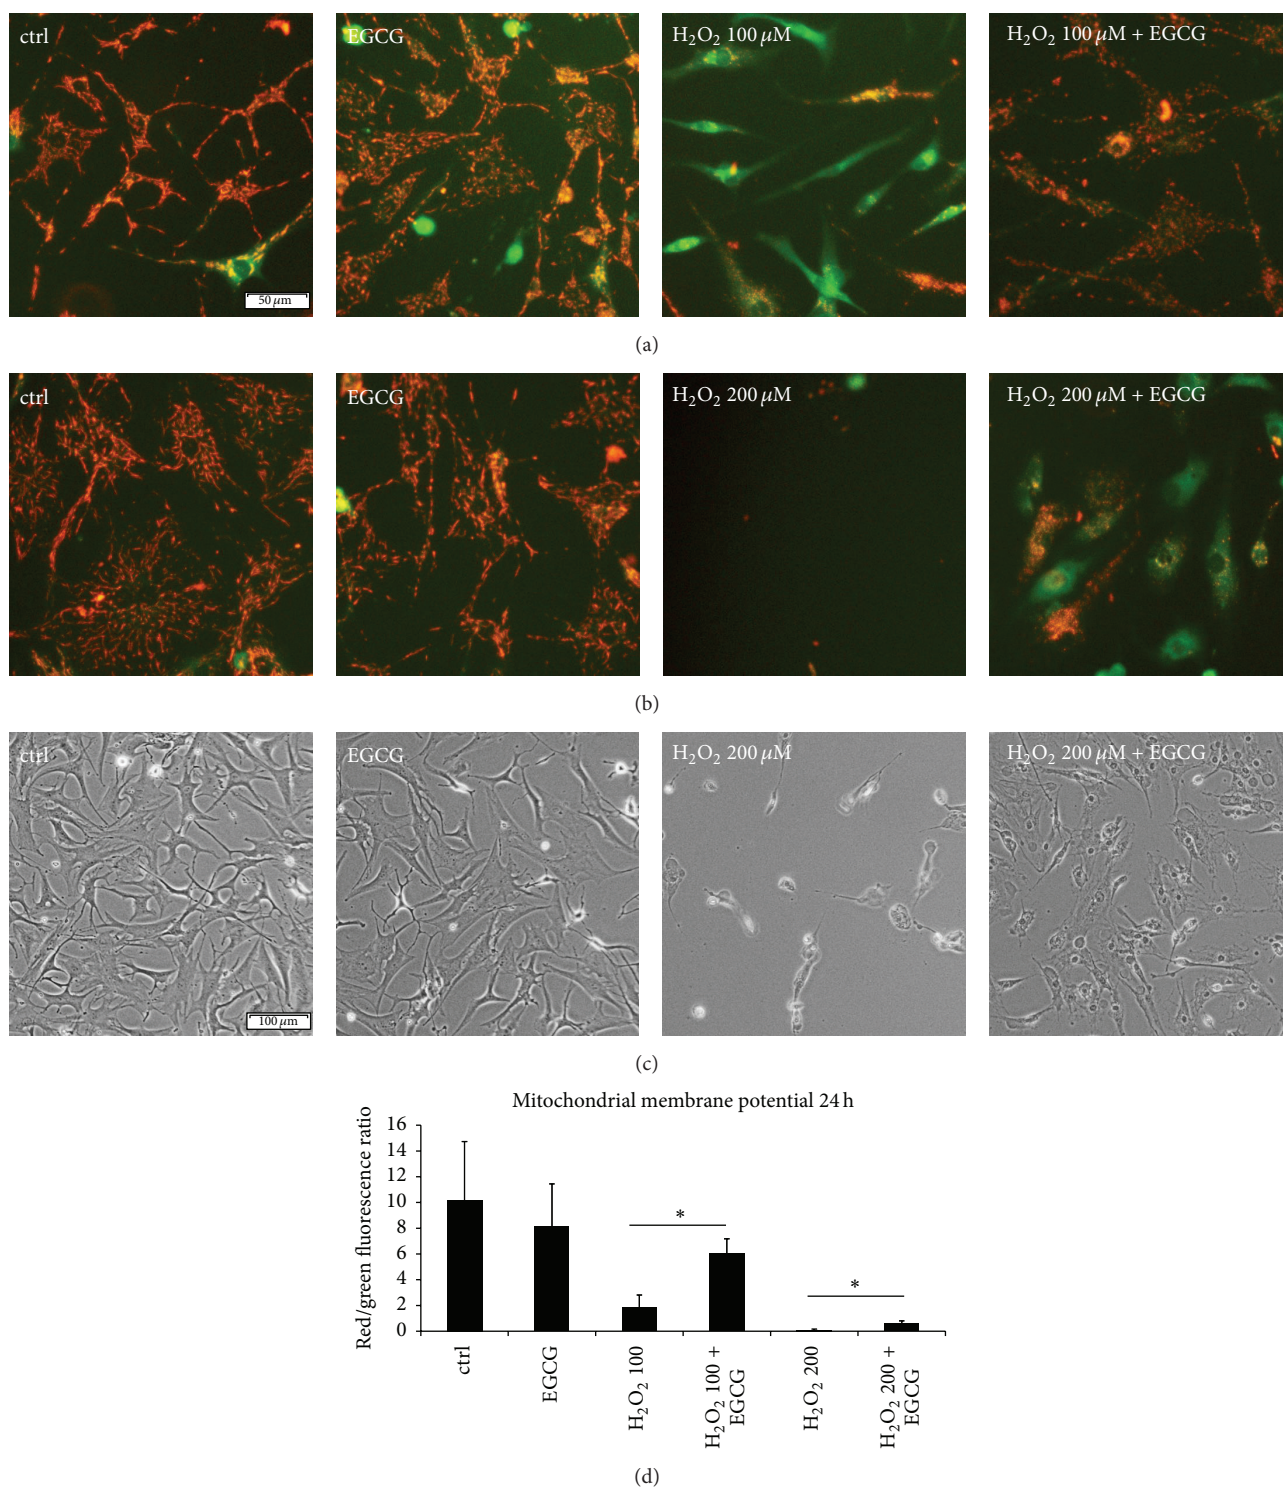 ctrl
EGCG
H₂O₂ 100 μM
H₂O₂ 100 μM + EGCG
50 μm
(a)
ctrl
EGCG
H₂O₂ 200 μM
H₂O₂ 200 μM + EGCG
(b)
ctrl
EGCG
H₂O₂ 200 μM
H₂O₂ 200 μM + EGCG
100 μm
(c)
Mitochondrial membrane potential 24 h
Red/green fluorescence ratio
16
14
12
10
8
6
4
2
0
*
*
ctrl
EGCG
H₂O₂ 100
H₂O₂ 100 +
EGCG
H₂O₂ 200
H₂O₂ 200 +
EGCG
(d)